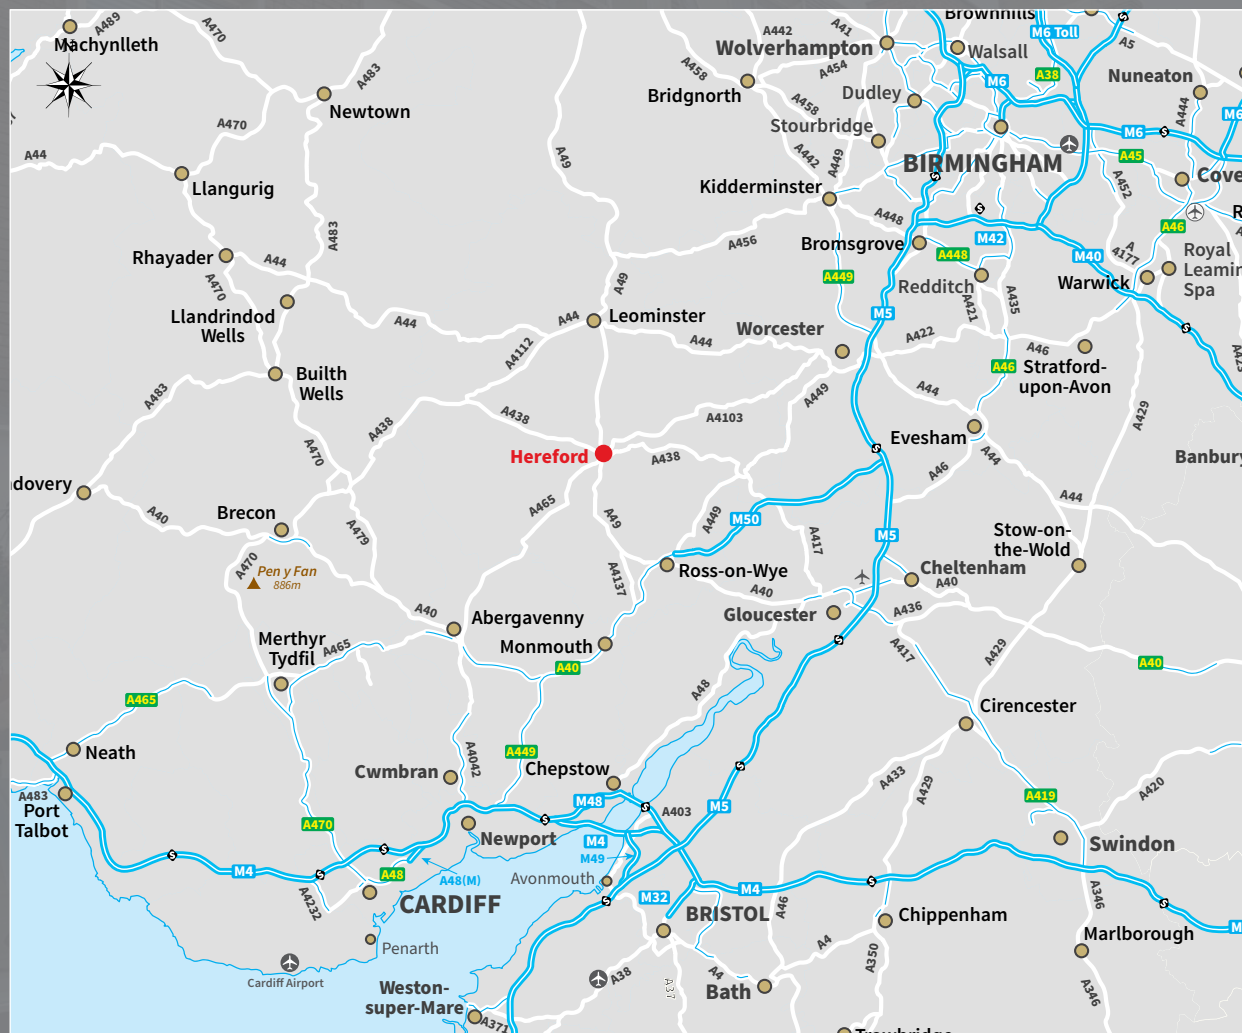 A489
A470
A442
A41
Brownhills
M6 Toll
A5
Machynlleth
N
Wolverhampton
Walsall
A483
A458
A454
M6
A38
Nuneaton
Bridgnorth
Dudley
A458
A444
M6
Newtown
A470
Stourbridge
M6
A44
A49
A442
A449
BIRMINGHAM
A45
Llangurig
Kidderminster
A452
Cove
A448
A483
A456
Bromsgrove
M42
A46
Rhayader
A44
A448
M40
A
4177
Royal
Leamin
Spa
A470
A49
A449
Redditch
Warwick
A421
A435
Llandrindod
Wells
A44
A44
Leominster
Worcester
M5
A422
A44
A4112
A46
A46
Stratford-
upon-Avon
Builth
Wells
A483
A449
A44
A438
A4103
A429
A438
Evesham
A470
Hereford
A438
A46
A44
Banbury
dovery
A44
A40
Brecon
A465
A49
A449
M50
A479
A417
M5
Stow-on-
the-Wold
A470
Pen y Fan
886m
Ross-on-Wye
Cheltenham
A4137
A40
A40
A40
Abergavenny
Gloucester
A436
Merthyr
Tydfil
A465
Monmouth
A417
A429
A40
A40
A465
A48
Cirencester
Neath
A449
A4042
Cwmbran
Chepstow
A433
A429
A420
A483
Port
Talbot
M48
M5
A403
A419
A470
Newport
M4
M49
Swindon
M4
A48
A48(M)
Avonmouth
M4
A4232
CARDIFF
M32
BRISTOL
A46
Chippenham
A346
Penarth
A4
A350
Marlborough
Cardiff Airport
A38
A37
A4
Weston-
super-Mare
Bath
A346
A371